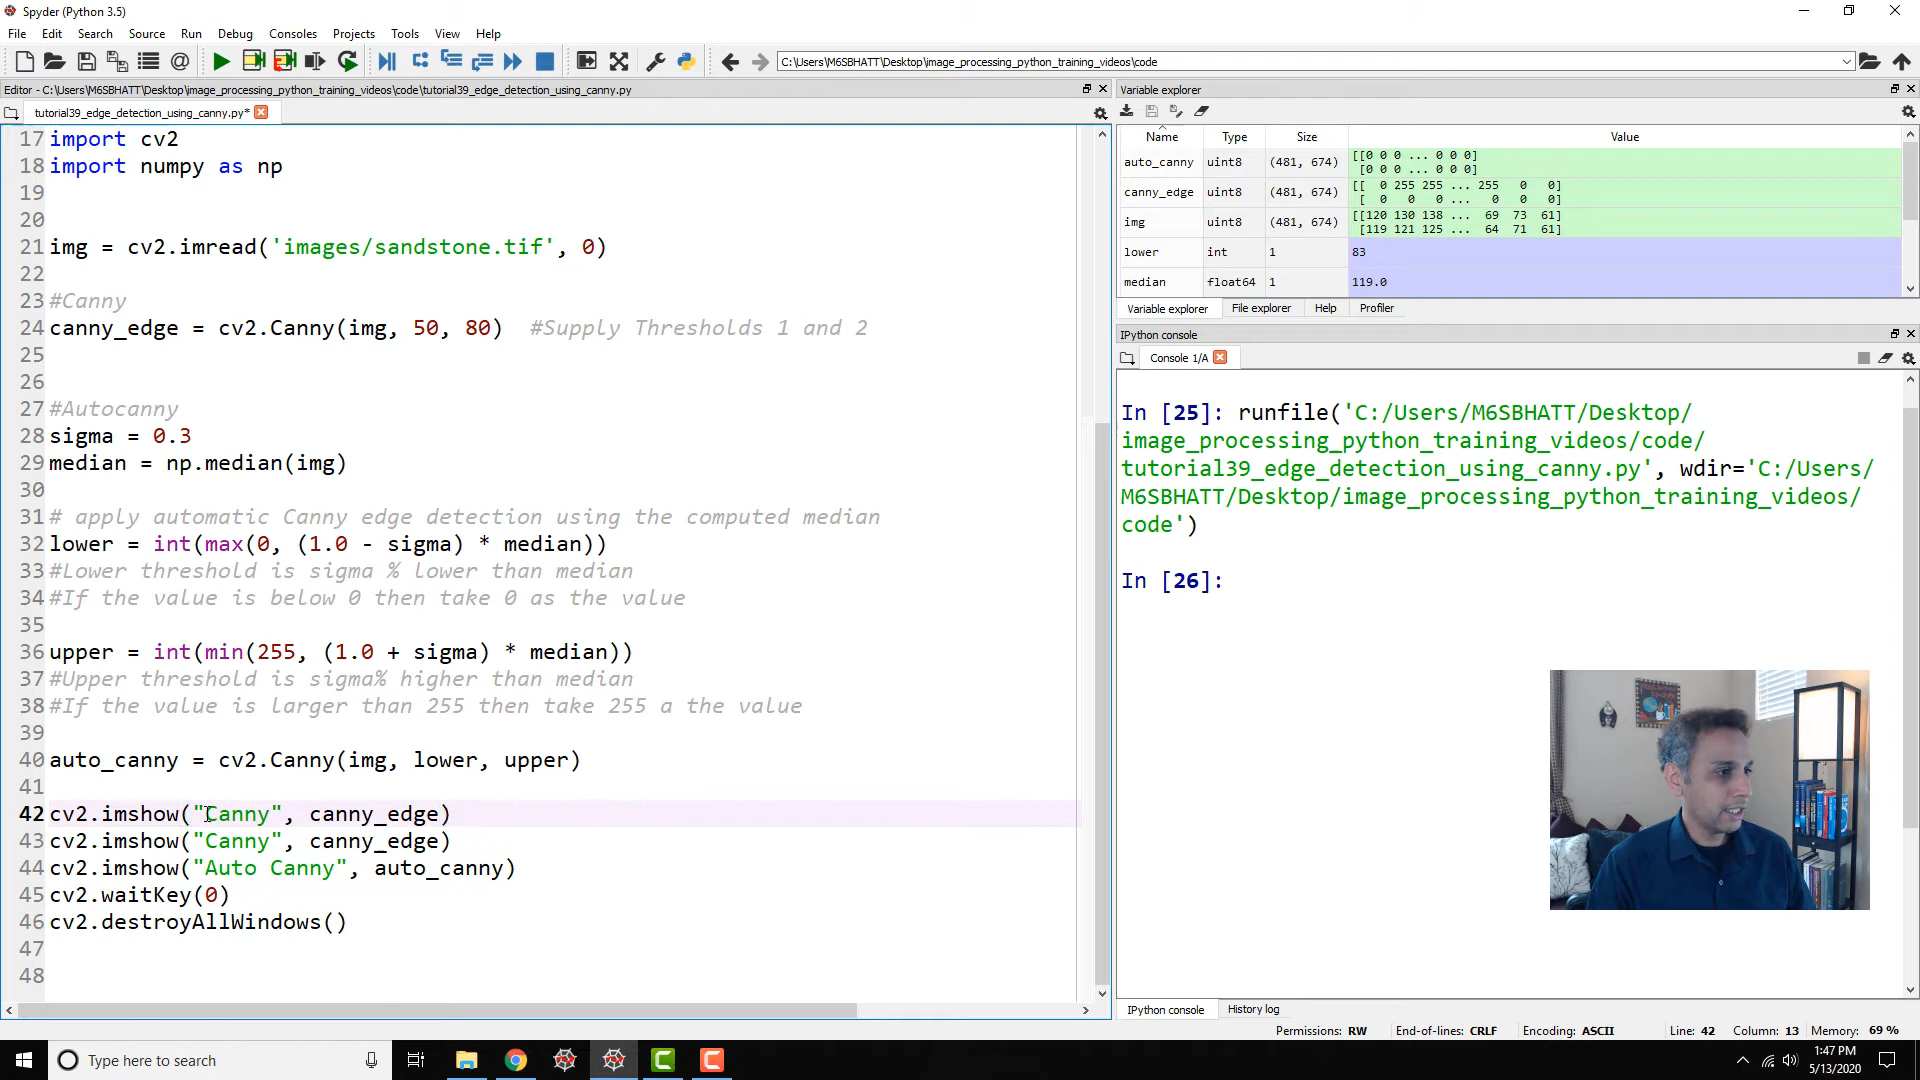 Spyder (Python 3.5)
File Edit Search Source Run Debug Consoles Projects Tools View Help
C:\Users\M6SBHATT\Desktop\image_processing_python_training_videos\code
Editor - C:\Users\M6SBHATT\Desktop\image_processing_python_training_videos\code\tutorial39_edge_detection_using_canny.py
tutorial39_edge_detection_using_canny.py*
17 import cv2
18 import numpy as np
19
20
21 img = cv2.imread('images/sandstone.tif', 0)
22
23 #Canny
24 canny_edge = cv2.Canny(img, 50, 80)  #Supply Thresholds 1 and 2
25
26
27 #Autocanny
28 sigma = 0.3
29 median = np.median(img)
30
31 # apply automatic Canny edge detection using the computed median
32 lower = int(max(0, (1.0 - sigma) * median))
33 #Lower threshold is sigma % lower than median
34 #If the value is below 0 then take 0 as the value
35
36 upper = int(min(255, (1.0 + sigma) * median))
37 #Upper threshold is sigma% higher than median
38 #If the value is larger than 255 then take 255 a the value
39
40 auto_canny = cv2.Canny(img, lower, upper)
41
42 cv2.imshow("Canny", canny_edge)
43 cv2.imshow("Canny", canny_edge)
44 cv2.imshow("Auto Canny", auto_canny)
45 cv2.waitKey(0)
46 cv2.destroyAllWindows()
47
48
Variable explorer
Name Type Size Value
auto_canny uint8 (481, 674) [[0 0 0 ... 0 0 0]
[0 0 0 ... 0 0 0]
canny_edge uint8 (481, 674) [[ 0 255 255 ... 255 0 0]
[ 0 0 0 ... 0 0 0]
img uint8 (481, 674) [[120 130 138 ... 69 73 61]
[119 121 125 ... 64 71 61]
lower int 1 83
median float64 1 119.0
Variable explorer File explorer Help Profiler
IPython console
Console 1/A
In [25]: runfile('C:/Users/M6SBHATT/Desktop/
image_processing_python_training_videos/code/
tutorial39_edge_detection_using_canny.py', wdir='C:/Users/
M6SBHATT/Desktop/image_processing_python_training_videos/
code')
In [26]:
IPython console History log
Permissions: RW End-of-lines: CRLF Encoding: ASCII Line: 42 Column: 13 Memory: 69 %
Type here to search
1:47 PM
5/13/2020